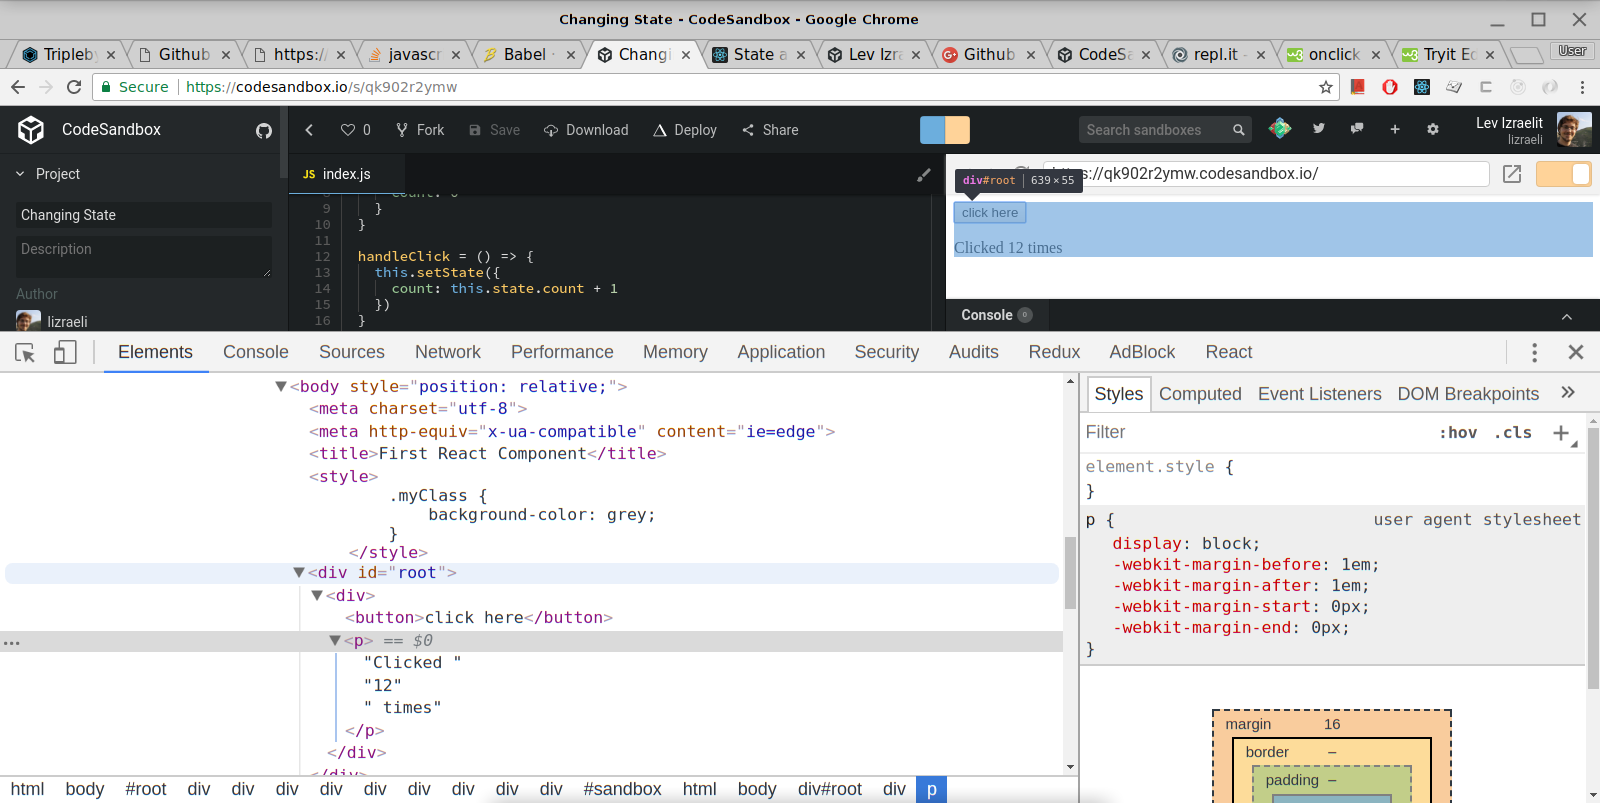 Changing State - CodeSandbox - Google Chrome
Tripleby
Github
https:/
javascr
Babel ·
Changi
State a
Lev Izra
Github
CodeSa
repl.it -
onclick
Tryit Ed
User
Secure https://codesandbox.io/s/qk902r2ymw
CodeSandbox
0 Fork Save Download Deploy Share
Search sandboxes
Lev Izraelit
lizraeli
Project
Changing State
Description
Author
lizraeli
JS index.js
9 }
10 }
11
12 handleClick = () => {
13 this.setState({
14 count: this.state.count + 1
15 })
16 }
div#root 639×55
://qk902r2ymw.codesandbox.io/
click here
Clicked 12 times
Console 0
Elements Console Sources Network Performance Memory Application Security Audits Redux AdBlock React
<body style="position: relative;">
<meta charset="utf-8">
<meta http-equiv="x-ua-compatible" content="ie=edge">
<title>First React Component</title>
<style>
.myClass {
background-color: grey;
}
</style>
<div id="root">
<div>
<button>click here</button>
... <p> == $0
"Clicked "
"12"
" times"
</p>
</div>
</div>
html body #root div div div div div div div div div #sandbox html body div#root div p
Styles Computed Event Listeners DOM Breakpoints »
Filter :hov .cls +
element.style {
}
p { user agent stylesheet
display: block;
-webkit-margin-before: 1em;
-webkit-margin-after: 1em;
-webkit-margin-start: 0px;
-webkit-margin-end: 0px;
}
margin 16
border –
padding –